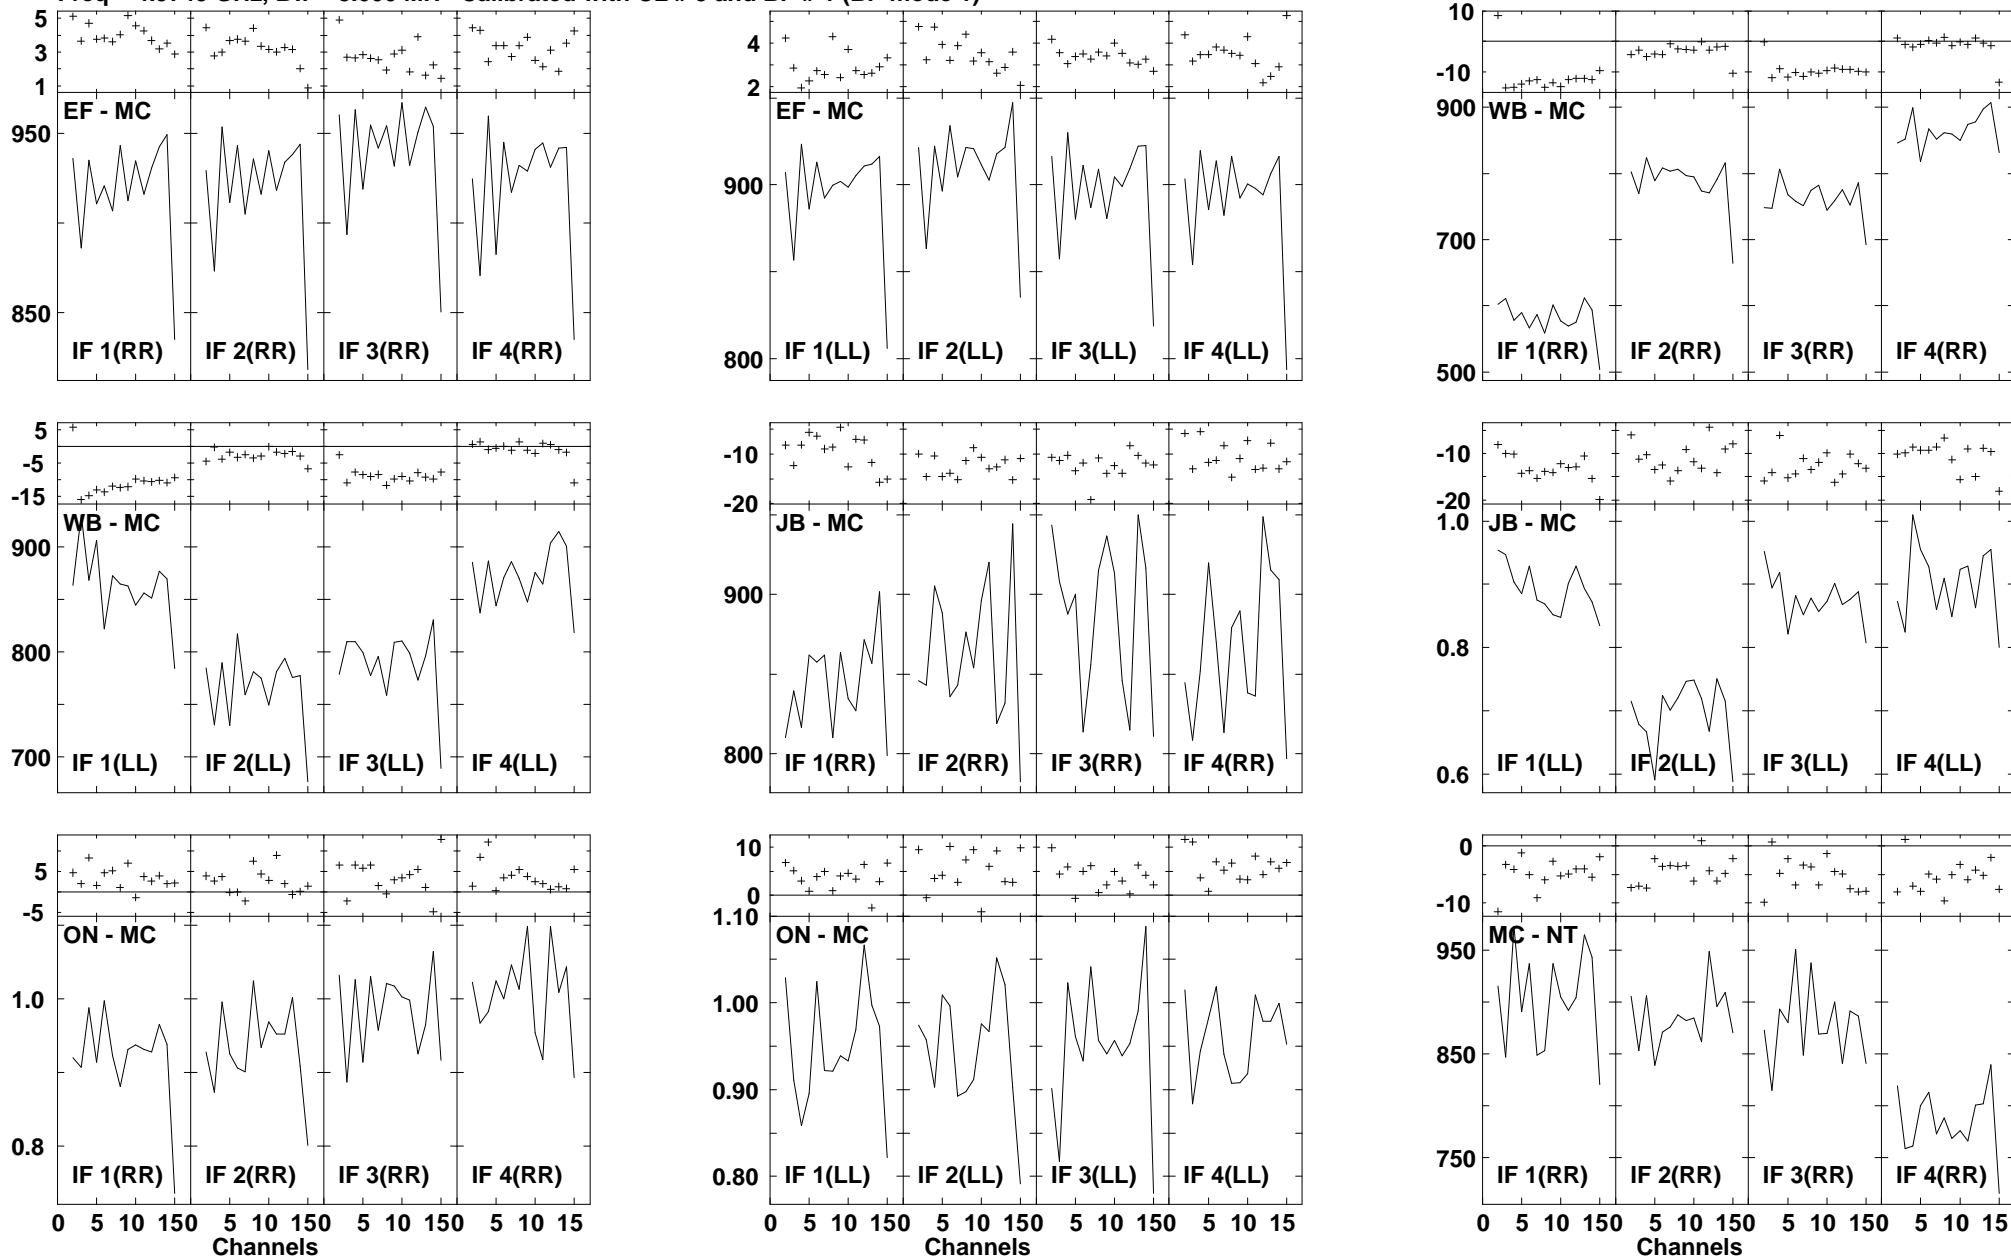 5
3
1
EF - MC
950
850
IF 1(RR) IF 2(RR) IF 3(RR) IF 4(RR)
4
2
EF - MC
900
800
IF 1(LL) IF 2(LL) IF 3(LL) IF 4(LL)
10
-10
WB - MC
900
700
500
IF 1(RR) IF 2(RR) IF 3(RR) IF 4(RR)
5
-5
-15
WB - MC
900
800
700
IF 1(LL) IF 2(LL) IF 3(LL) IF 4(LL)
-10
-20
JB - MC
900
800
IF 1(RR) IF 2(RR) IF 3(RR) IF 4(RR)
-10
-20
JB - MC
1.0
0.8
0.6
IF 1(LL) IF 2(LL) IF 3(LL) IF 4(LL)
5
-5
ON - MC
1.0
0.8
IF 1(RR) IF 2(RR) IF 3(RR) IF 4(RR)
0 5 10 150 5 10 150 5 10 150 5 10 15
Channels
10
0
ON - MC
1.10
1.00
0.90
0.80
IF 1(LL) IF 2(LL) IF 3(LL) IF 4(LL)
0 5 10 150 5 10 150 5 10 150 5 10 15
Channels
0
-10
MC - NT
950
850
750
IF 1(RR) IF 2(RR) IF 3(RR) IF 4(RR)
0 5 10 150 5 10 150 5 10 150 5 10 15
Channels